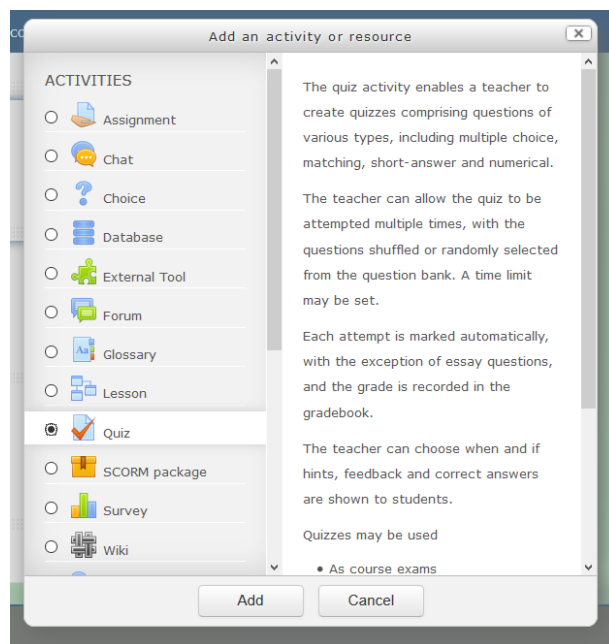 co
Add an activity or resource
ACTIVITIES
Assignment
Chat
Choice
Database
External Tool
Forum
Aa
Glossary
Lesson
Quiz
SCORM package
Survey
Wiki
The quiz activity enables a teacher to
create quizzes comprising questions of
various types, including multiple choice,
matching, short-answer and numerical.
The teacher can allow the quiz to be
attempted multiple times, with the
questions shuffled or randomly selected
from the question bank. A time limit
may be set.
Each attempt is marked automatically,
with the exception of essay questions,
and the grade is recorded in the
gradebook.
The teacher can choose when and if
hints, feedback and correct answers
are shown to students.
Quizzes may be used
• As course exams
Add
Cancel